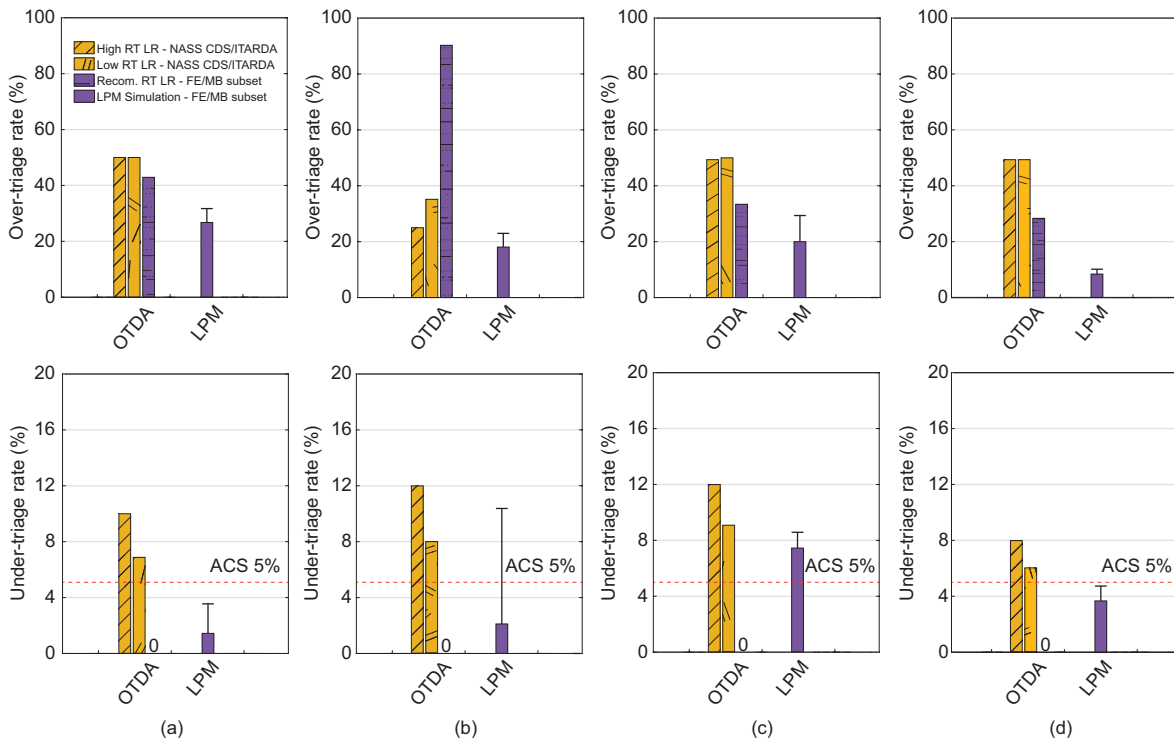 100
80
60
40
20
0
Over-triage rate (%)
High RT LR - NASS CDS/ITARDA
Low RT LR - NASS CDS/ITARDA
Recom. RT LR - FE/MB subset
LPM Simulation - FE/MB subset
OTDA
LPM
100
80
60
40
20
0
Over-triage rate (%)
OTDA
LPM
100
80
60
40
20
0
Over-triage rate (%)
OTDA
LPM
100
80
60
40
20
0
Over-triage rate (%)
OTDA
LPM
20
16
12
8
4
0
Under-triage rate (%)
ACS 5%
0
OTDA
LPM
(a)
20
16
12
8
4
0
Under-triage rate (%)
ACS 5%
0
OTDA
LPM
(b)
20
16
12
8
4
0
Under-triage rate (%)
ACS 5%
0
OTDA
LPM
(c)
20
16
12
8
4
0
Under-triage rate (%)
ACS 5%
0
OTDA
LPM
(d)